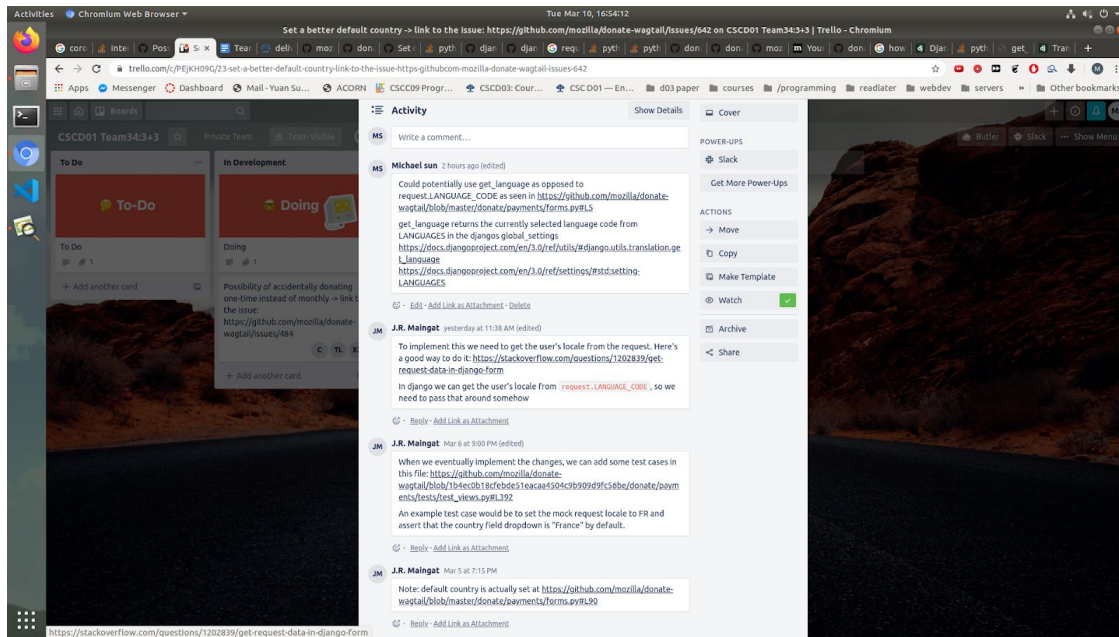 Activities
Chromium Web Browser
Tue Mar 10, 16:54:12
Set a better default country -> link to the issue: https://github.com/mozilla/donate-wagtail/issues/642 on CSCD01 Team34:3+3 | Trello - Chromium
trello.com/c/PEjKH09G/23-set-a-better-default-country-link-to-the-issue-https-githubcom-mozilla-donate-wagtail-issues-642
Apps Messenger Dashboard Mail - Yuan Su... ACORN CSCC09 Progr... CSCD03: Cour... CSC D01 — En... d03 paper courses /programming readlater webdev servers » Other bookmarks
Boards
CSCD01 Team34:3+3 Private Team Team Visible
Butler Slack ... Show Menu
To Do
To-Do
To Do
1
+ Add another card
In Development
Doing
Doing
1
Possibility of accidentally donating
one-time instead of monthly -> link t
the issue:
https://github.com/mozilla/donate-
wagtail/issues/484
C TL X
+ Add another card
Activity
Show Details
MS Write a comment...
MS Michael sun 2 hours ago (edited)
Could potentially use get_language as opposed to
request.LANGUAGE_CODE as seen in https://github.com/mozilla/donate-
wagtail/blob/master/donate/payments/forms.py#L5
get_language returns the currently selected language code from
LANGUAGES in the djangos global_settings
https://docs.djangoproject.com/en/3.0/ref/utils/#django.utils.translation.ge
t_language
https://docs.djangoproject.com/en/3.0/ref/settings/#std:setting-
LANGUAGES
- Edit - Add Link as Attachment - Delete
JM J.R. Maingat yesterday at 11:38 AM (edited)
To implement this we need to get the user's locale from the request. Here's
a good way to do it: https://stackoverflow.com/questions/1202839/get-
request-data-in-django-form
In django we can get the user's locale from request.LANGUAGE_CODE , so we
need to pass that around somehow
- Reply - Add Link as Attachment
JM J.R. Maingat Mar 6 at 9:00 PM (edited)
When we eventually implement the changes, we can add some test cases in
this file: https://github.com/mozilla/donate-
wagtail/blob/1b4ec0b18cfebde51eacaa4504c9b909d9fc56be/donate/paym
ents/tests/test_views.py#L392
An example test case would be to set the mock request locale to FR and
assert that the country field dropdown is "France" by default.
- Reply - Add Link as Attachment
JM J.R. Maingat Mar 5 at 7:15 PM
Note: default country is actually set at https://github.com/mozilla/donate-
wagtail/blob/master/donate/payments/forms.py#L90
- Reply - Add Link as Attachment
Cover
POWER-UPS
Slack
Get More Power-Ups
ACTIONS
Move
Copy
Make Template
Watch
Archive
Share
https://stackoverflow.com/questions/1202839/get-request-data-in-django-form